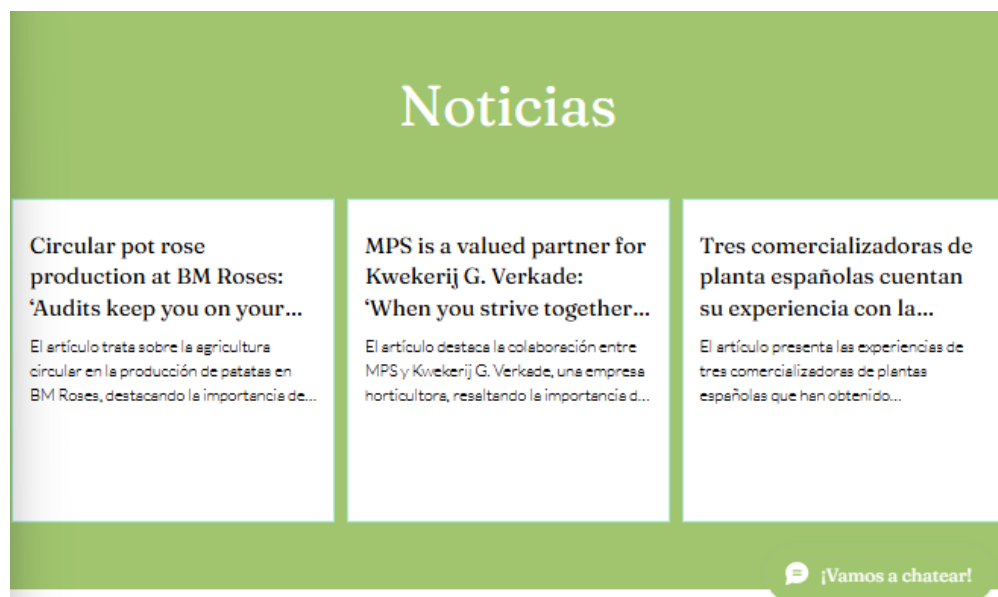 Noticias
Circular pot rose
production at BM Roses:
‘Audits keep you on your...
El artículo trata sobre la agricultura
circular en la producción de patatas en
BM Roses, destacando la importancia de...
MPS is a valued partner for
Kwekerij G. Verkade:
‘When you strive together...
El artículo destaca la colaboración entre
MPS y Kwekerij G. Verkade, una empresa
horticultora, resaltando la importancia d...
Tres comercializadoras de
planta españolas cuentan
su experiencia con la...
El artículo presenta las experiencias de
tres comercializadoras de plantas
españolas que han obtenido...
¡Vamos a chatear!